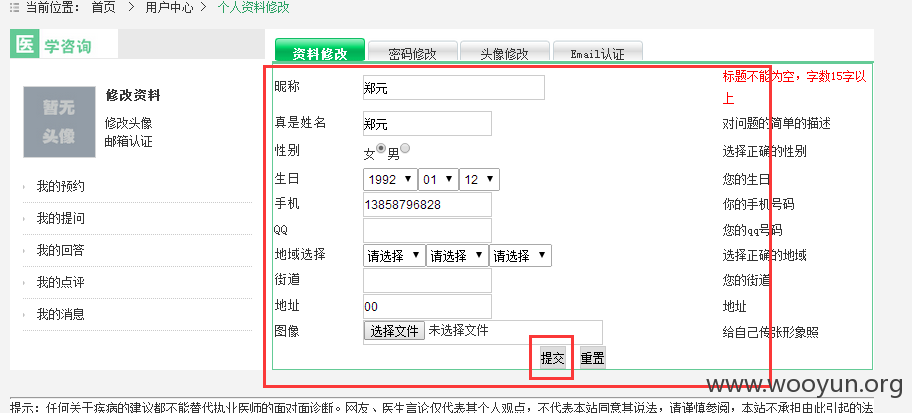 当前位置: 首页 > 用户中心 > 个人资料修改
医 学咨询
资料修改 密码修改 头像修改 Email认证
暂无
头像
修改资料
修改头像
邮箱认证
我的预约
我的提问
我的回答
我的点评
我的消息
昵称 郑元 标题不能为空，字数15字以
上
真是姓名 郑元 对问题的简单的描述
性别 女 男 选择正确的性别
生日 1992 01 12 您的生日
手机 13858796828 你的手机号码
QQ 您的qq号码
地域选择 请选择 请选择 请选择 选择正确的地域
街道 您的街道
地址 00 地址
图像 选择文件 未选择文件 给自己传张形象照
提交 重置
www.wooyun.org
提示: 任何关于疾病的建议都不能替代执业医师的面对面诊断。网友、医生言论仅代表其个人观点，不代表本站同意其说法，请谨慎参阅，本站不承担由此引起的法